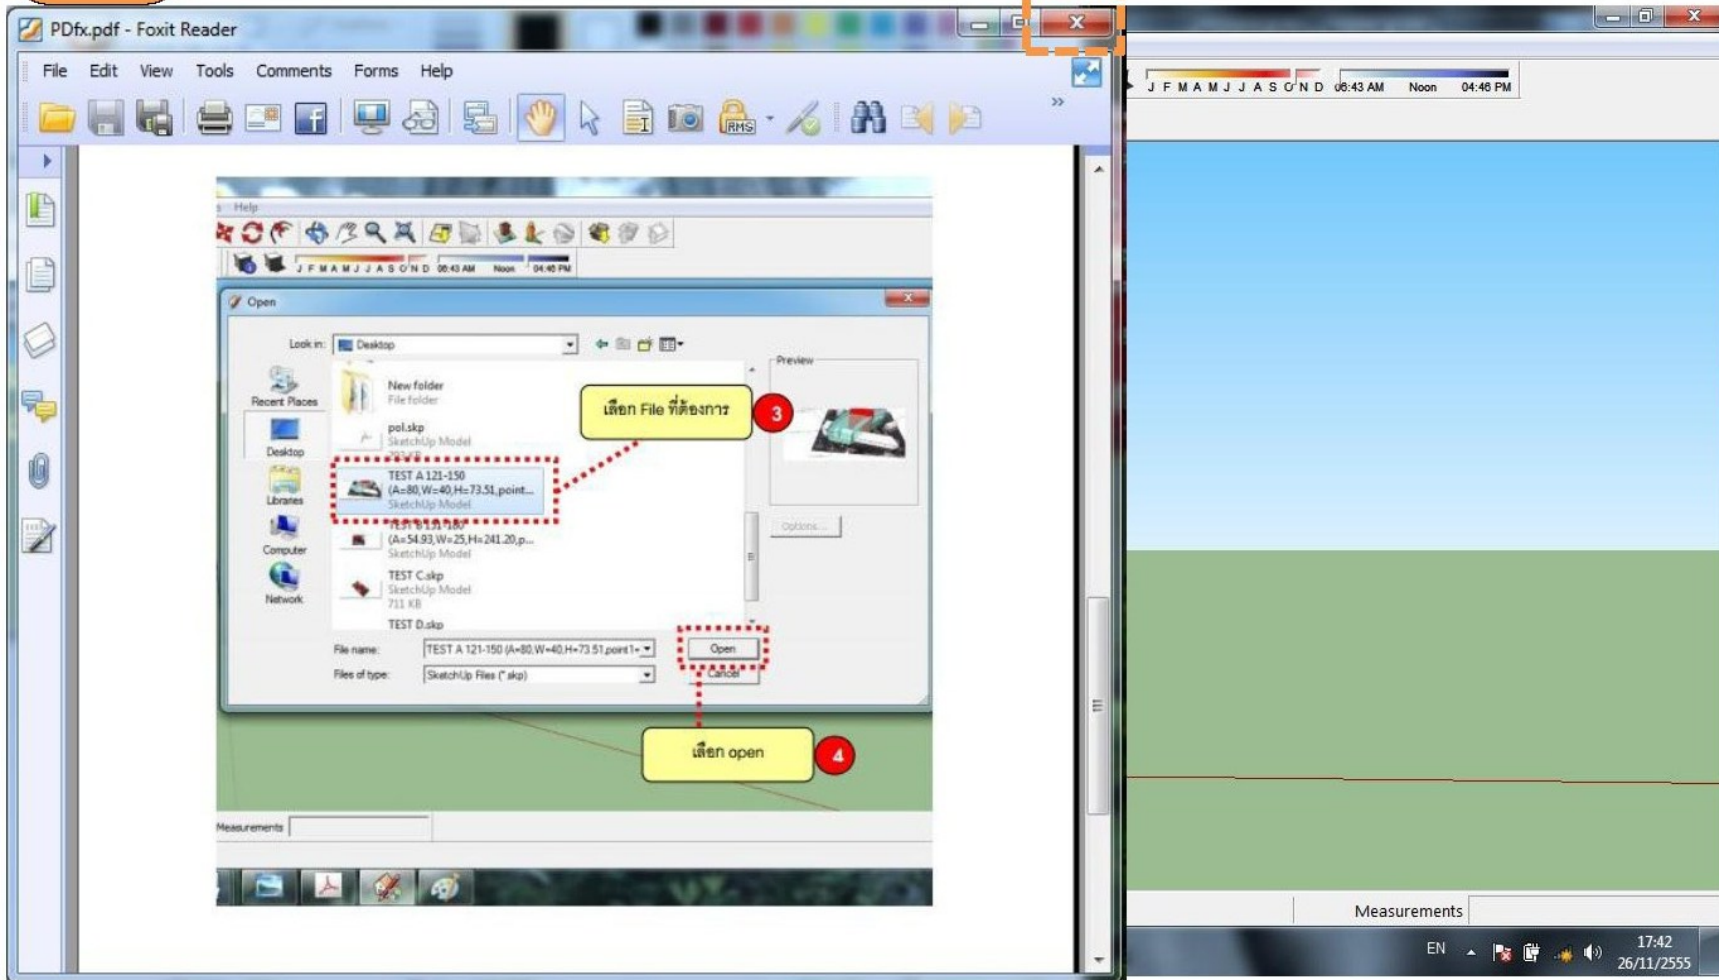 PDfx.pdf - Foxit Reader
File Edit View Tools Comments Forms Help
RMS
Help
J F M A M J J A S O N D 06:43 AM Noon 04:46 PM
Open
Look in: Desktop
Preview
Recent Places
Desktop
Libraries
Computer
Network
New folder
File folder
pol.skp
SketchUp Model
TEST A 121-150
(A=80,W=40,H=73.51,point...
SketchUp Model
TEST B 151-180
(A=54.93,W=25,H=241.20,p...
SketchUp Model
TEST C.skp
SketchUp Model
711 KB
TEST D.skp
เลือก File ที่ต้องการ
3
Options...
File name: TEST A 121-150 (A=80,W=40,H=73.51,point1= Open
Files of type: SketchUp Files (*.skp) Cancel
เลือก open
4
Measurements
J F M A M J J A S O N D 06:43 AM Noon 04:46 PM
Measurements
EN
17:42
26/11/2555